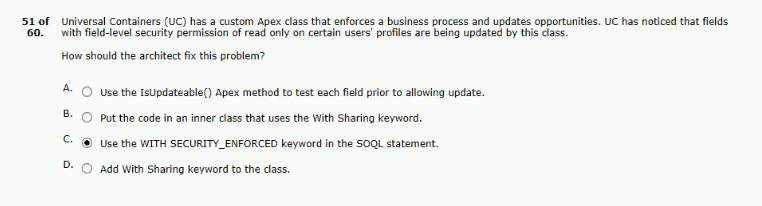 51 of Universal Containers (UC) has a custom Apex class that enforces a business process and updates opportunities. UC has noticed that fields
60. with field-level security permission of read only on certain users' profiles are being updated by this class.
How should the architect fix this problem?
A. Use the IsUpdateable() Apex method to test each field prior to allowing update.
B. Put the code in an inner class that uses the With Sharing keyword.
C. Use the WITH SECURITY_ENFORCED keyword in the SOQL statement.
D. Add With Sharing keyword to the class.